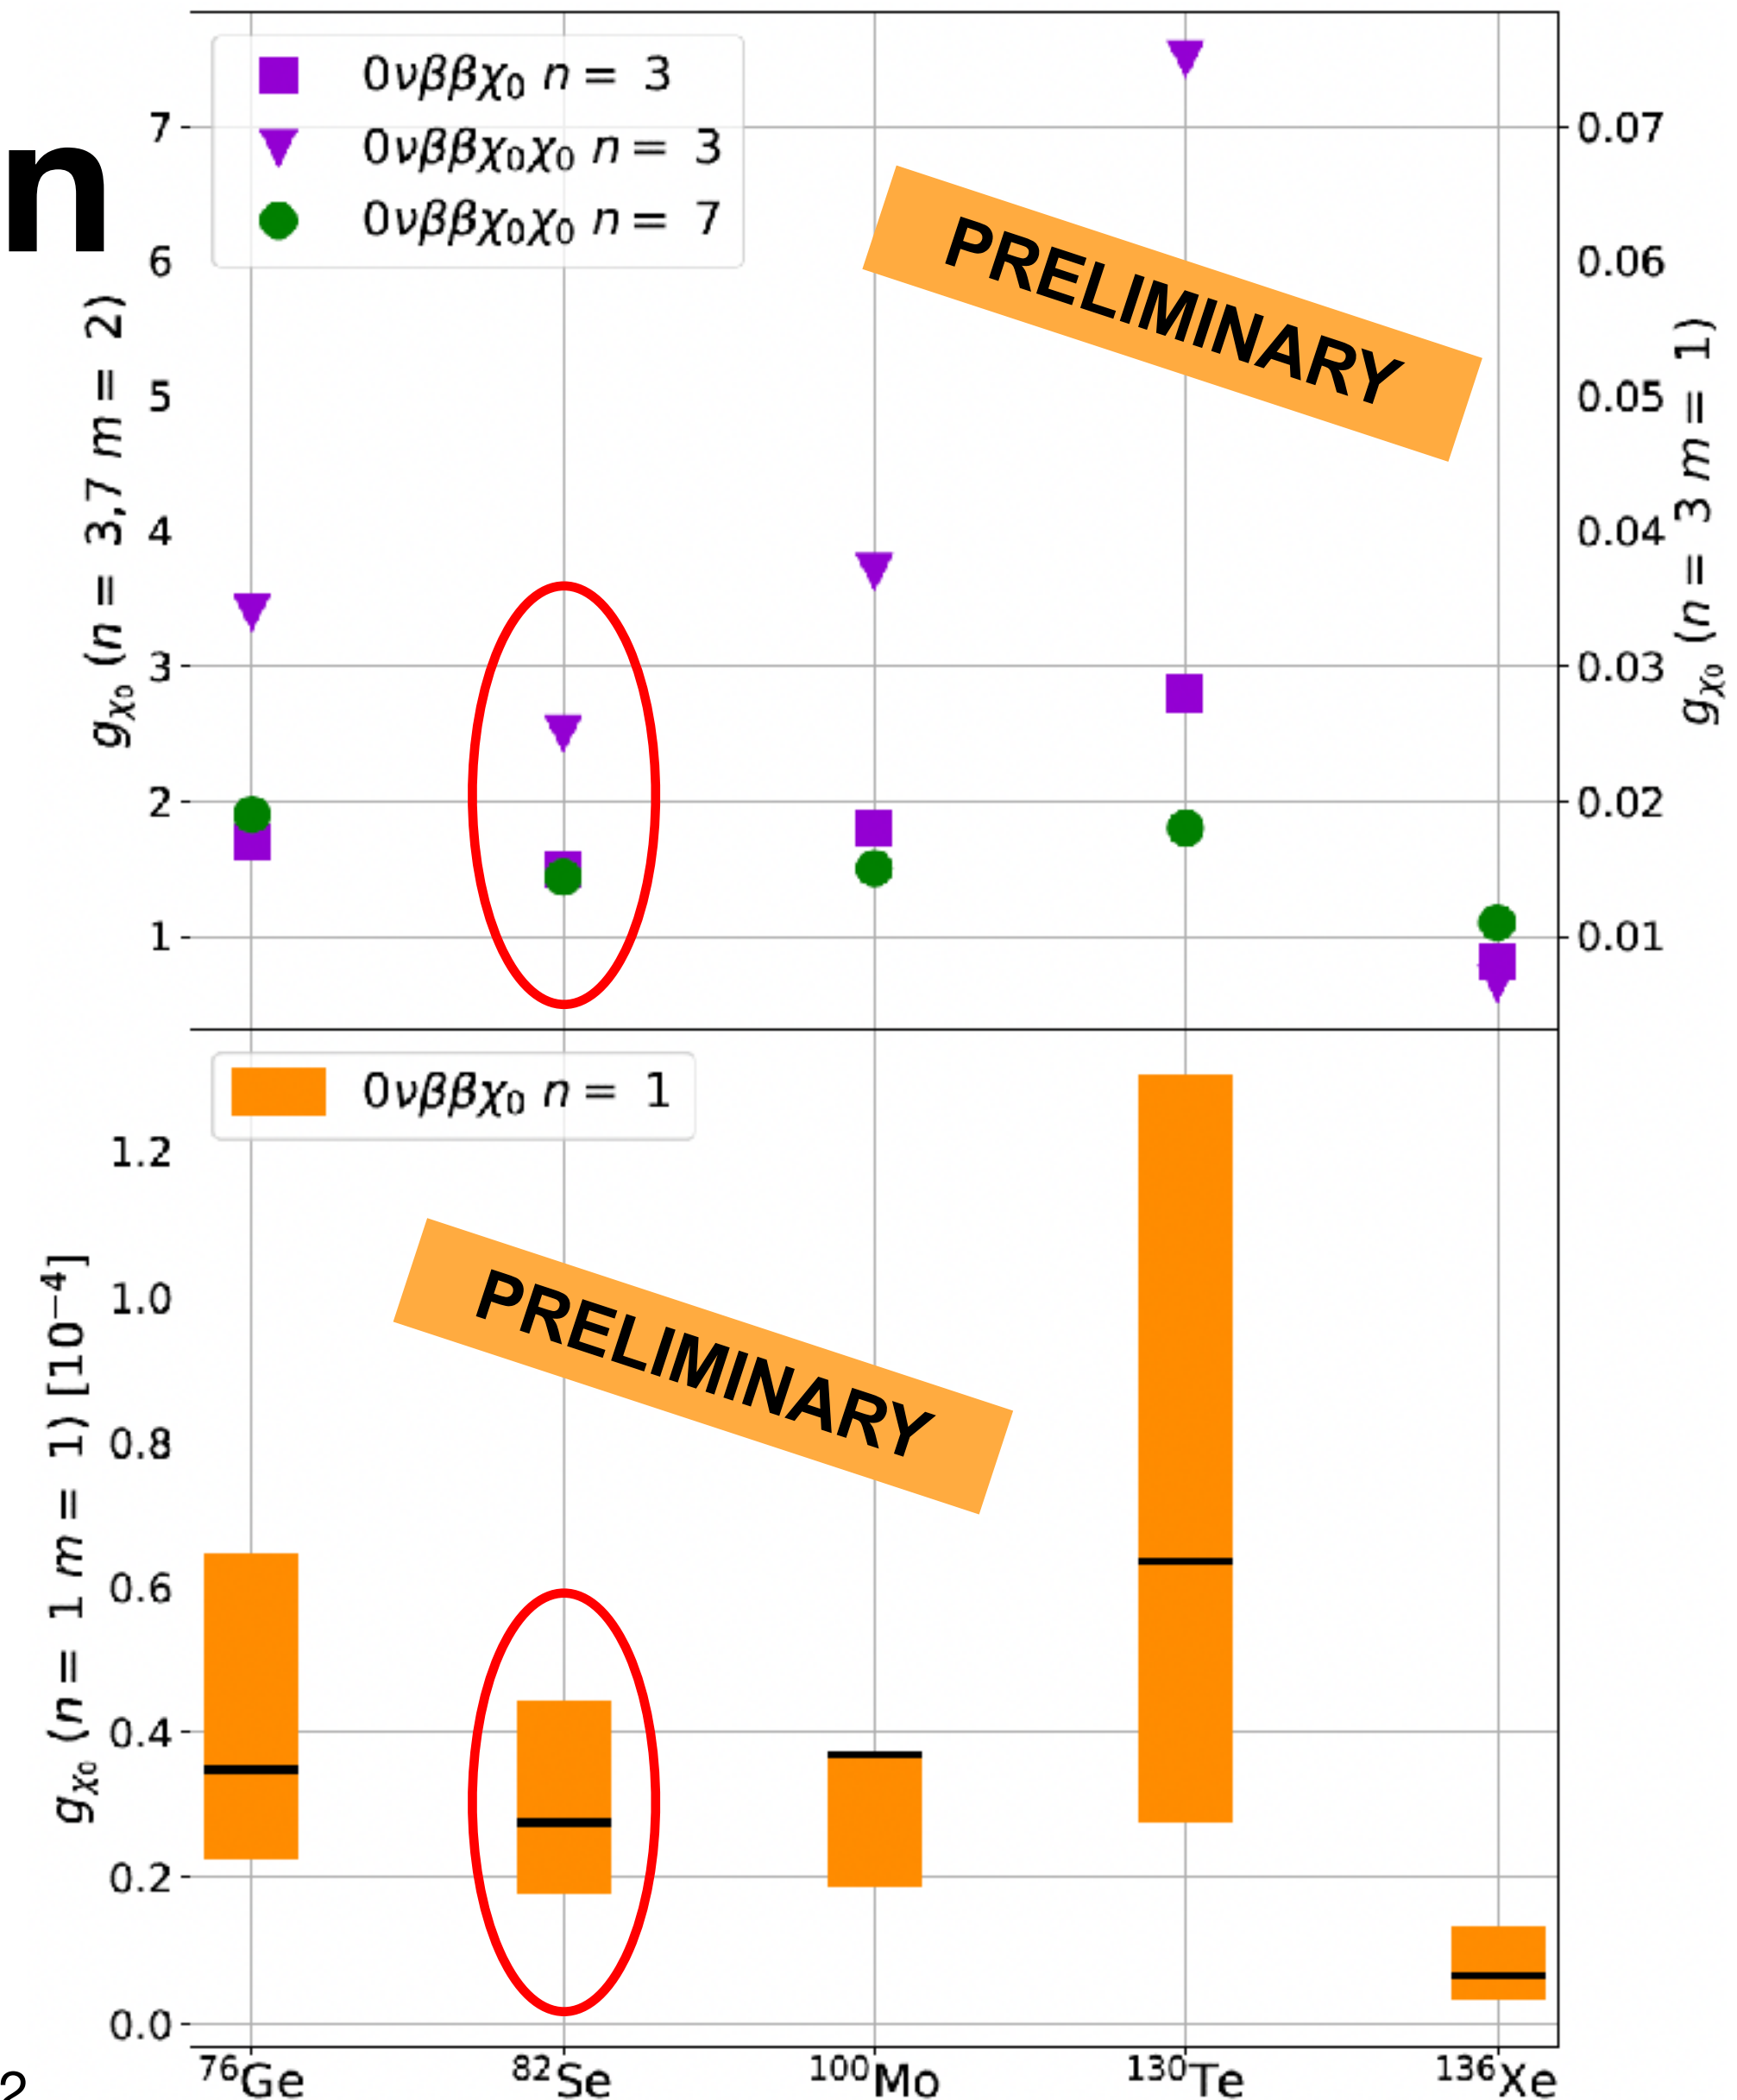 n
0νββχ₀ n = 3
0νββχ₀χ₀ n = 3
0νββχ₀χ₀ n = 7
PRELIMINARY
7
6
5
4
3
2
1
g_χ₀ (n = 3,7 m = 2)
0.07
0.06
0.05
0.04
0.03
0.02
0.01
g_χ₀ (n = 3 m = 1)
0νββχ₀ n = 1
PRELIMINARY
1.2
1.0
0.8
0.6
0.4
0.2
0.0
g_χ₀ (n = 1 m = 1) [10⁻⁴]
⁷⁶Ge ⁸²Se ¹⁰⁰Mo ¹³⁰Te ¹³⁶Xe
2